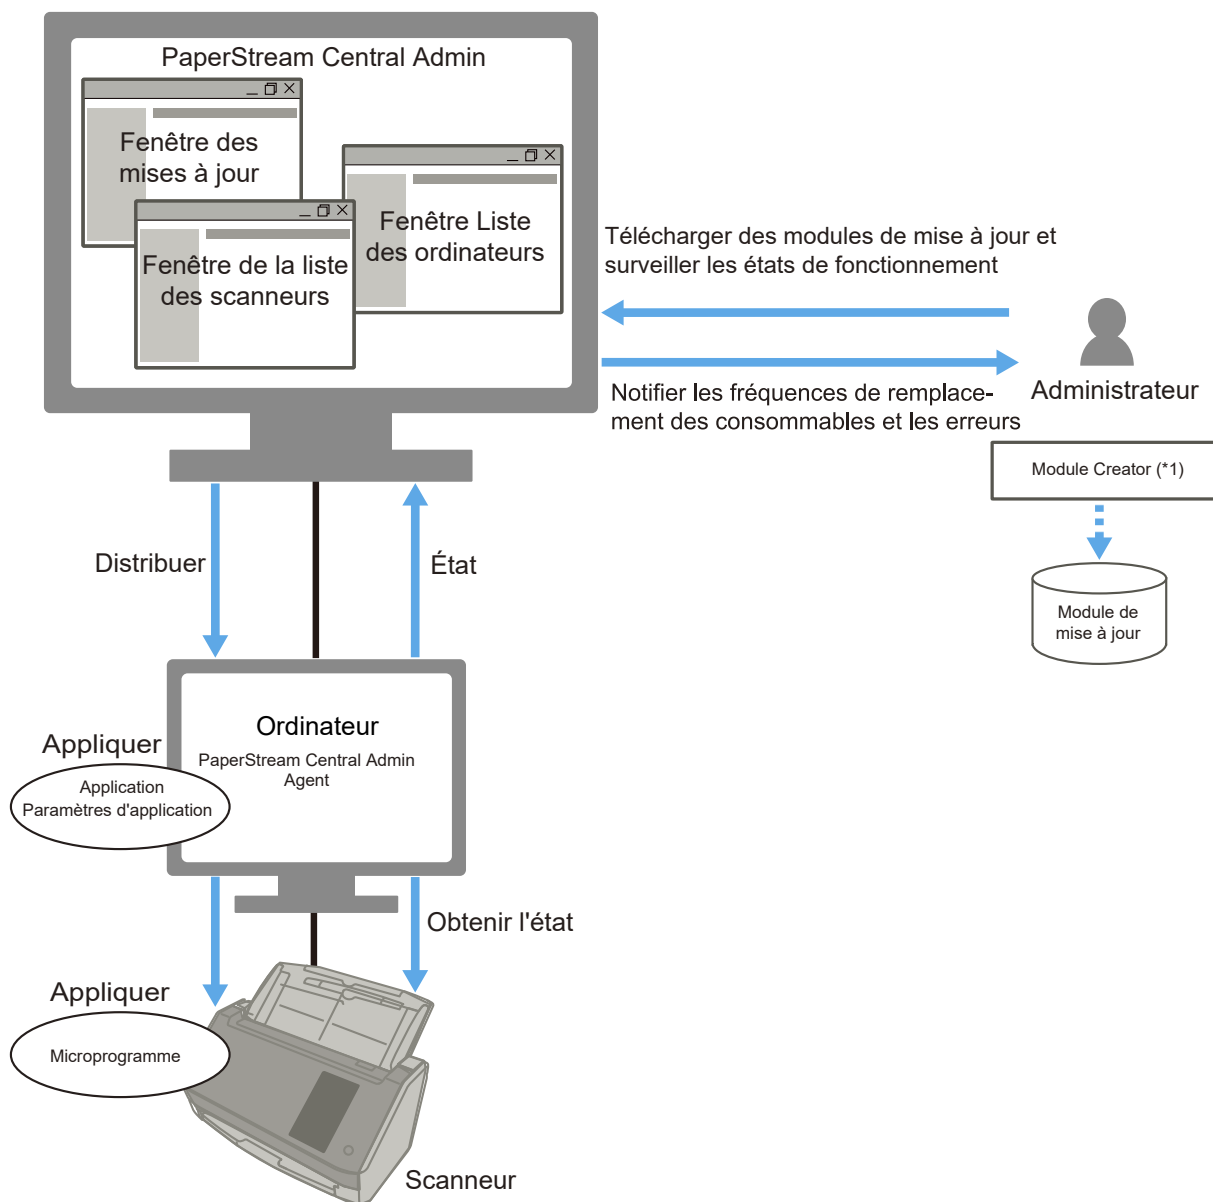 PaperStream Central Admin
Fenêtre des
mises à jour
Fenêtre Liste
des ordinateurs
Fenêtre de la liste
des scanneurs
Télécharger des modules de mise à jour et
surveiller les états de fonctionnement
Notifier les fréquences de remplace-
ment des consommables et les erreurs
Administrateur
Module Creator (*1)
Module de
mise à jour
Distribuer
État
Ordinateur
PaperStream Central Admin
Agent
Appliquer
Application
Paramètres d'application
Obtenir l'état
Appliquer
Microprogramme
Scanneur